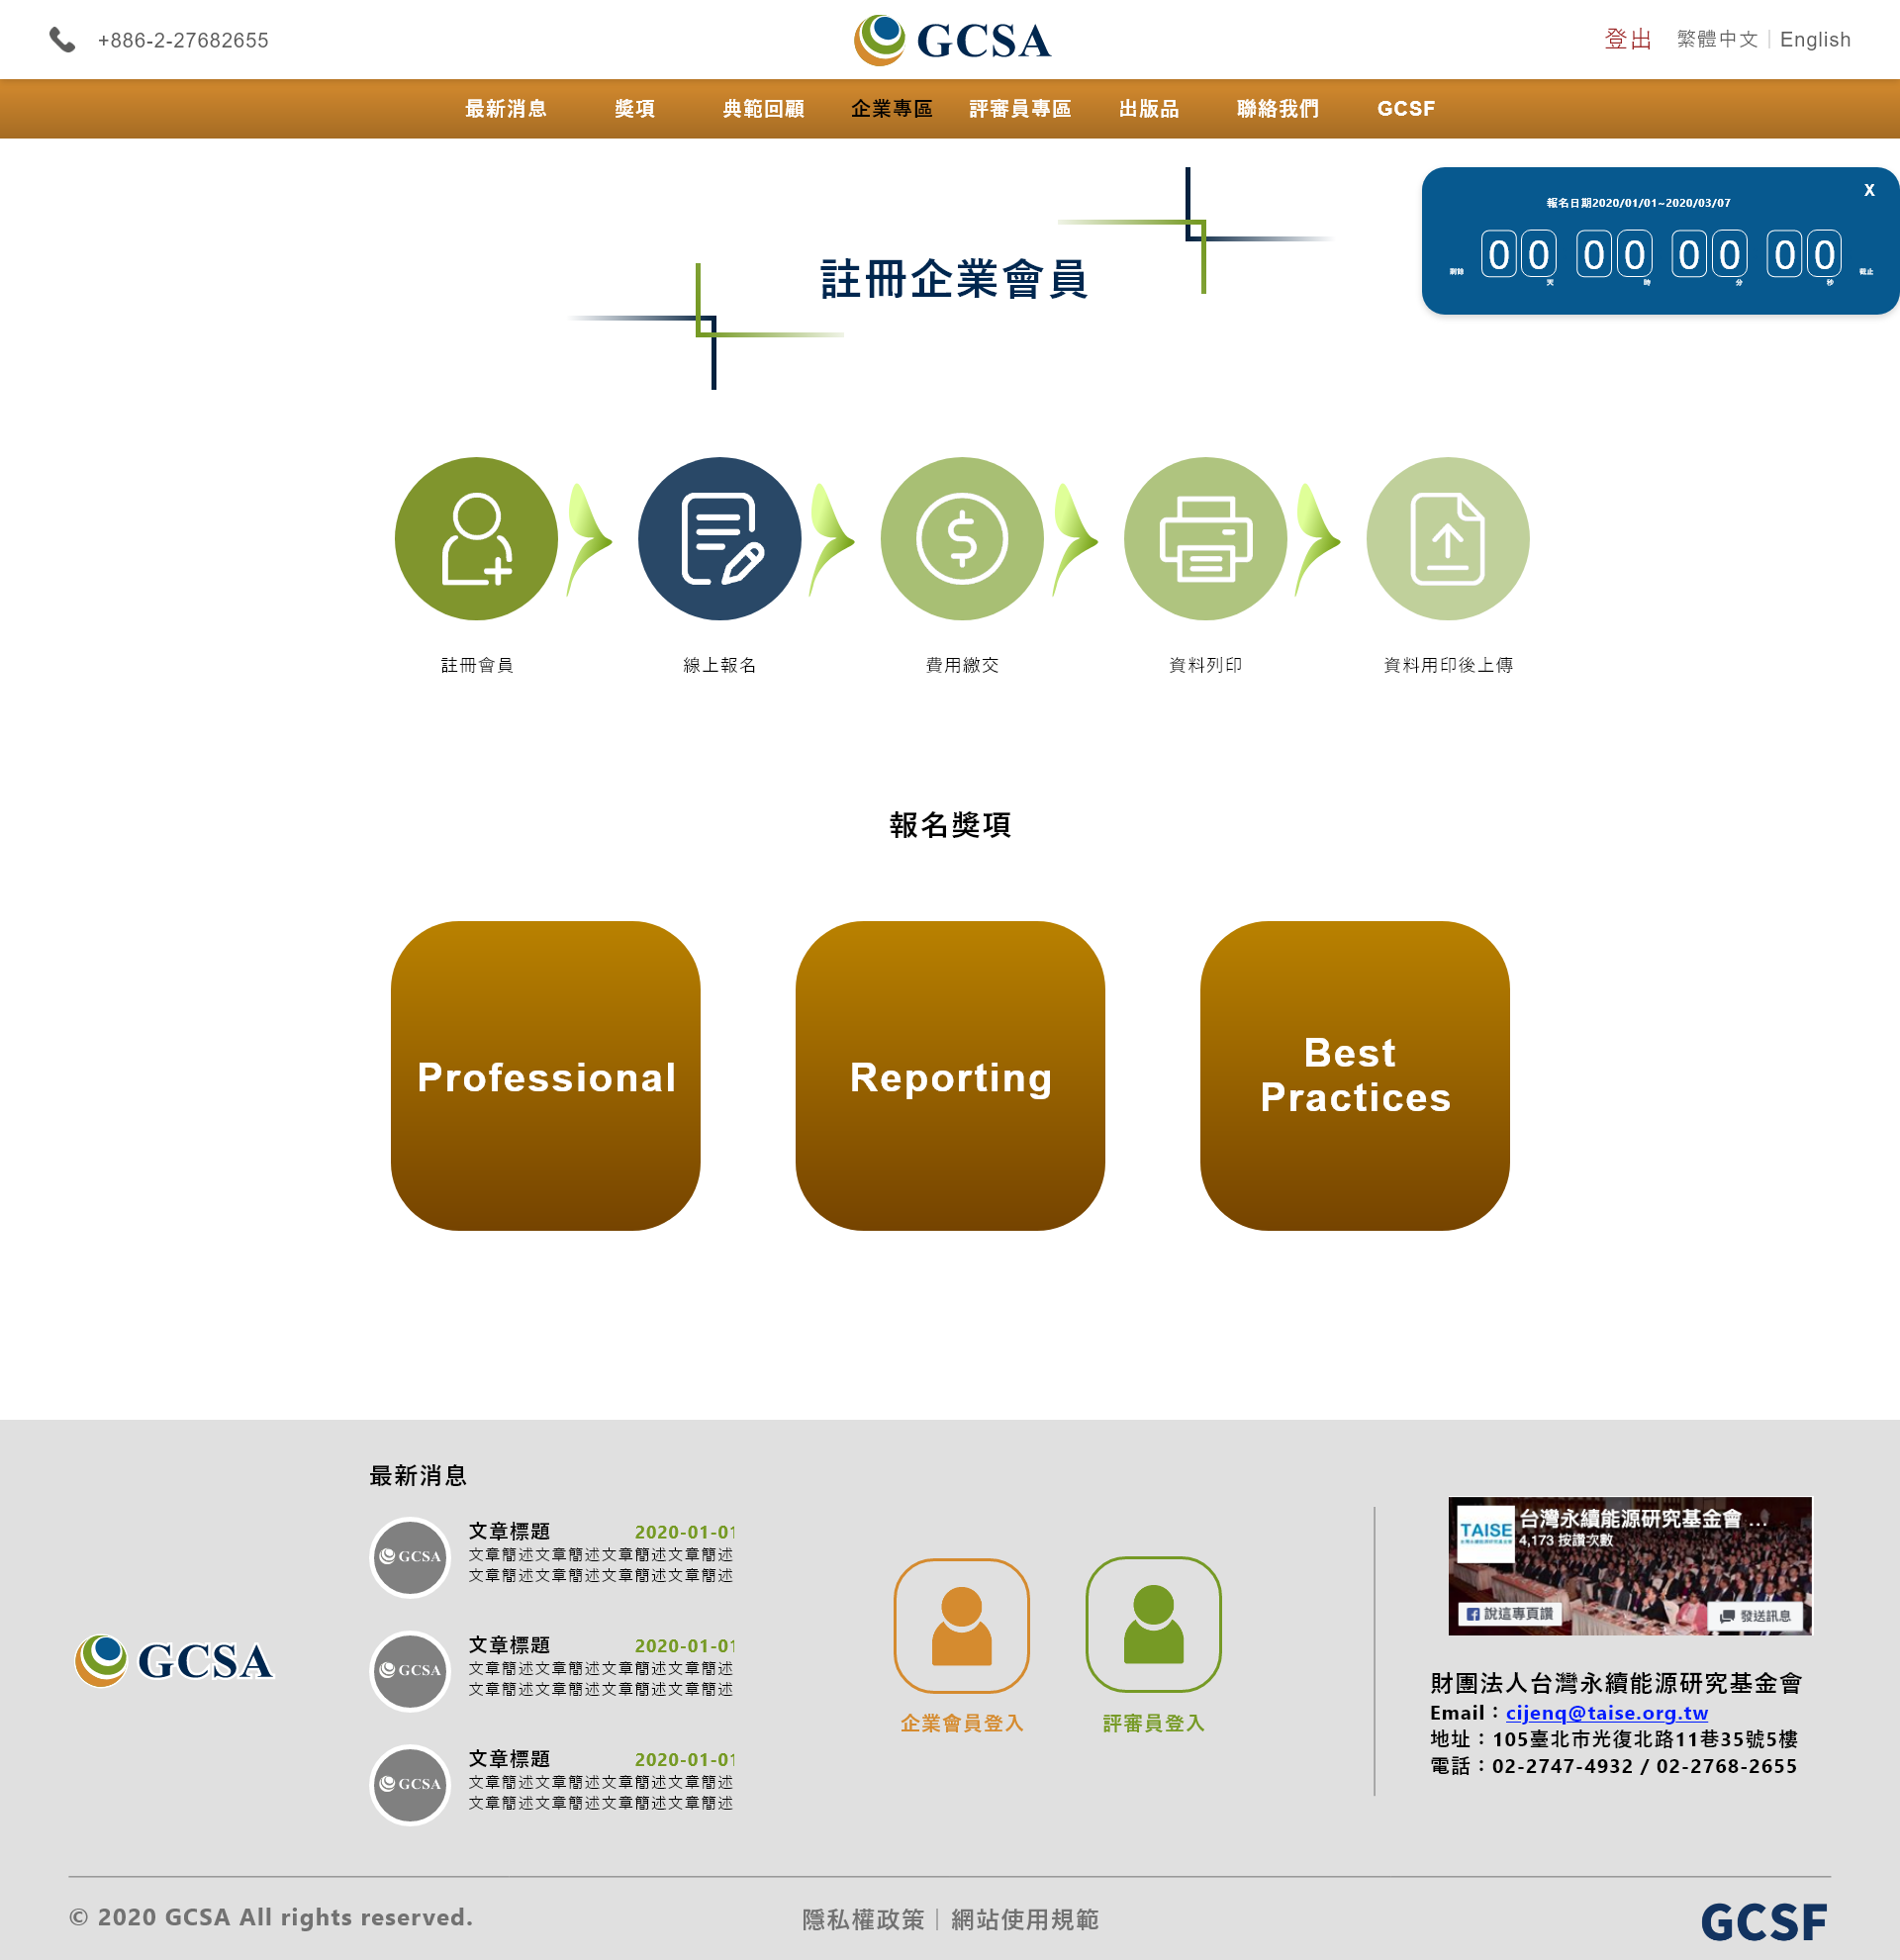 +886-2-27682655
GCSA
登出 繁體中文｜English
最新消息 獎項 典範回顧 企業專區 評審員專區 出版品 聯絡我們 GCSF
X
報名日期2020/01/01~2020/03/07
剩餘 00 天 00 時 00 分 00 秒 截止
註冊企業會員
註冊會員 線上報名 費用繳交 資料列印 資料用印後上傳
報名獎項
Professional
Reporting
Best
Practices
GCSA
最新消息
GCSA
文章標題 2020-01-01
文章簡述文章簡述文章簡述文章簡述
文章簡述文章簡述文章簡述文章簡述
GCSA
文章標題 2020-01-01
文章簡述文章簡述文章簡述文章簡述
文章簡述文章簡述文章簡述文章簡述
GCSA
文章標題 2020-01-01
文章簡述文章簡述文章簡述文章簡述
文章簡述文章簡述文章簡述文章簡述
企業會員登入
評審員登入
TAISE
台灣永續能源研究基金會
台灣永續能源研究基金會 ...
4,173 按讚次數
說這專頁讚
發送訊息
財團法人台灣永續能源研究基金會
Email：cijenq@taise.org.tw
地址：105臺北市光復北路11巷35號5樓
電話：02-2747-4932 / 02-2768-2655
© 2020 GCSA All rights reserved.
隱私權政策｜網站使用規範
GCSF